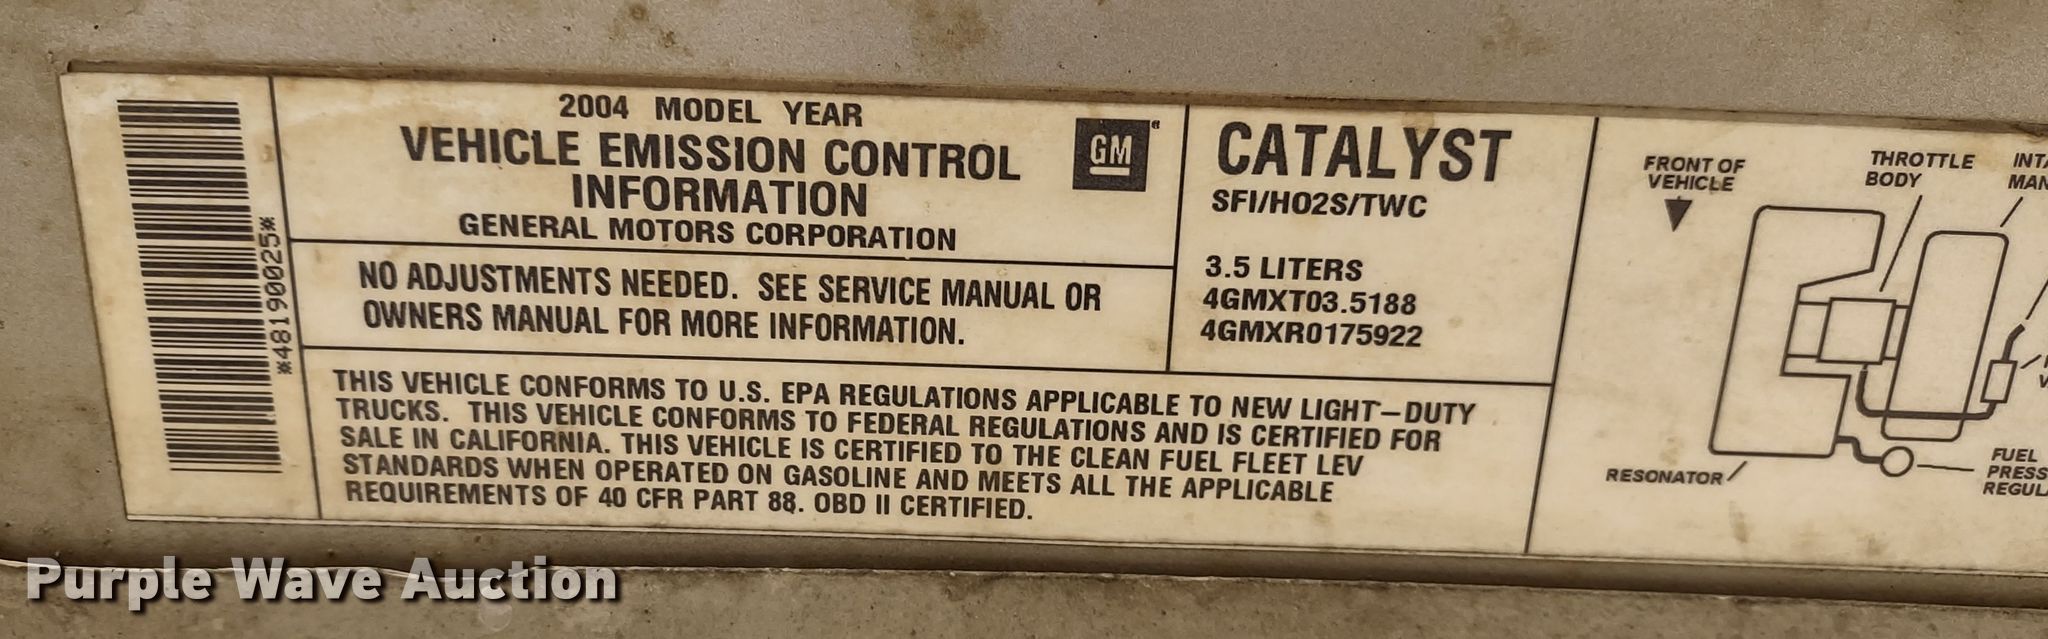 *48190025*
2004 MODEL YEAR
VEHICLE EMISSION CONTROL
INFORMATION
GENERAL MOTORS CORPORATION
GM
NO ADJUSTMENTS NEEDED. SEE SERVICE MANUAL OR
OWNERS MANUAL FOR MORE INFORMATION.
CATALYST
SFI/HO2S/TWC
3.5 LITERS
4GMXT03.5188
4GMXR0175922
THIS VEHICLE CONFORMS TO U.S. EPA REGULATIONS APPLICABLE TO NEW LIGHT-DUTY
TRUCKS. THIS VEHICLE CONFORMS TO FEDERAL REGULATIONS AND IS CERTIFIED FOR
SALE IN CALIFORNIA. THIS VEHICLE IS CERTIFIED TO THE CLEAN FUEL FLEET LEV
STANDARDS WHEN OPERATED ON GASOLINE AND MEETS ALL THE APPLICABLE
REQUIREMENTS OF 40 CFR PART 88. OBD II CERTIFIED.
FRONT OF
VEHICLE
THROTTLE
BODY
INTA
MAN
RESONATOR
FUEL
PRESS
REGUL
Purple Wave Auction